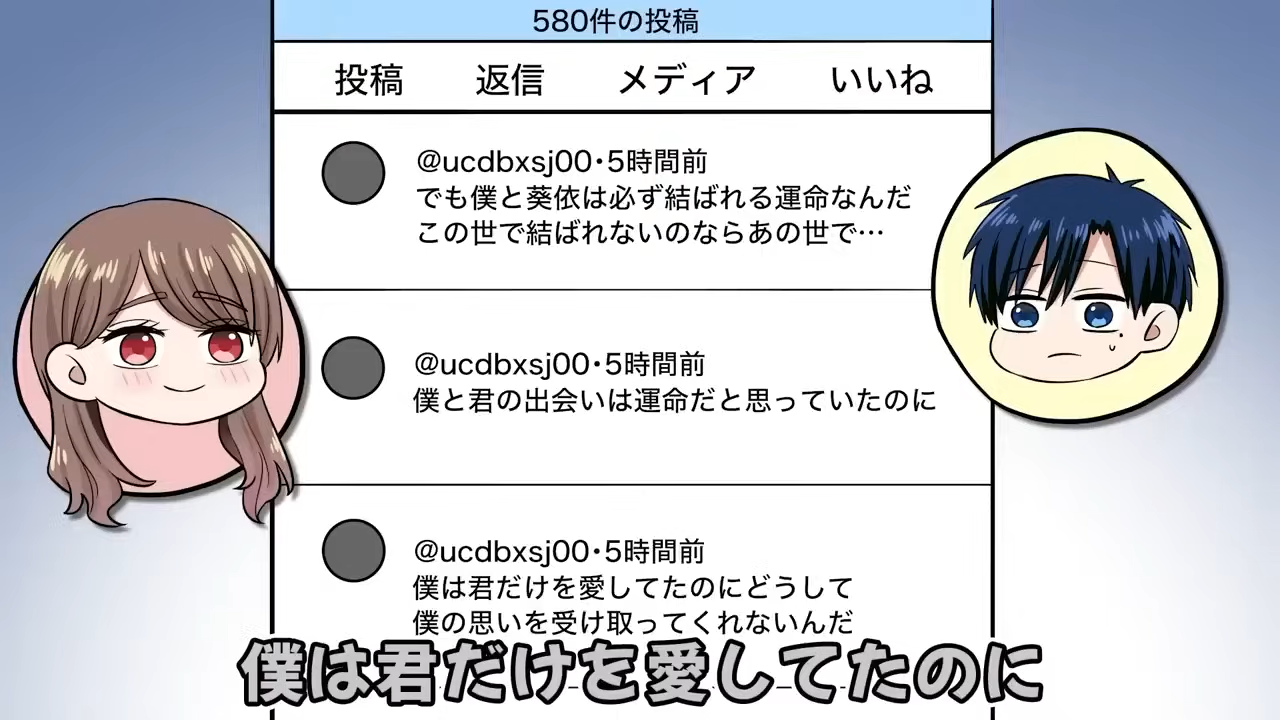 580件の投稿
投稿 返信 メディア いいね
@ucdbxsj00・5時間前
でも僕と葵依は必ず結ばれる運命なんだ
この世で結ばれないのならあの世で…
@ucdbxsj00・5時間前
僕と君の出会いは運命だと思っていたのに
@ucdbxsj00・5時間前
僕は君だけを愛してたのにどうして
僕の思いを受け取ってくれないんだ
僕は君だけを愛してたのに